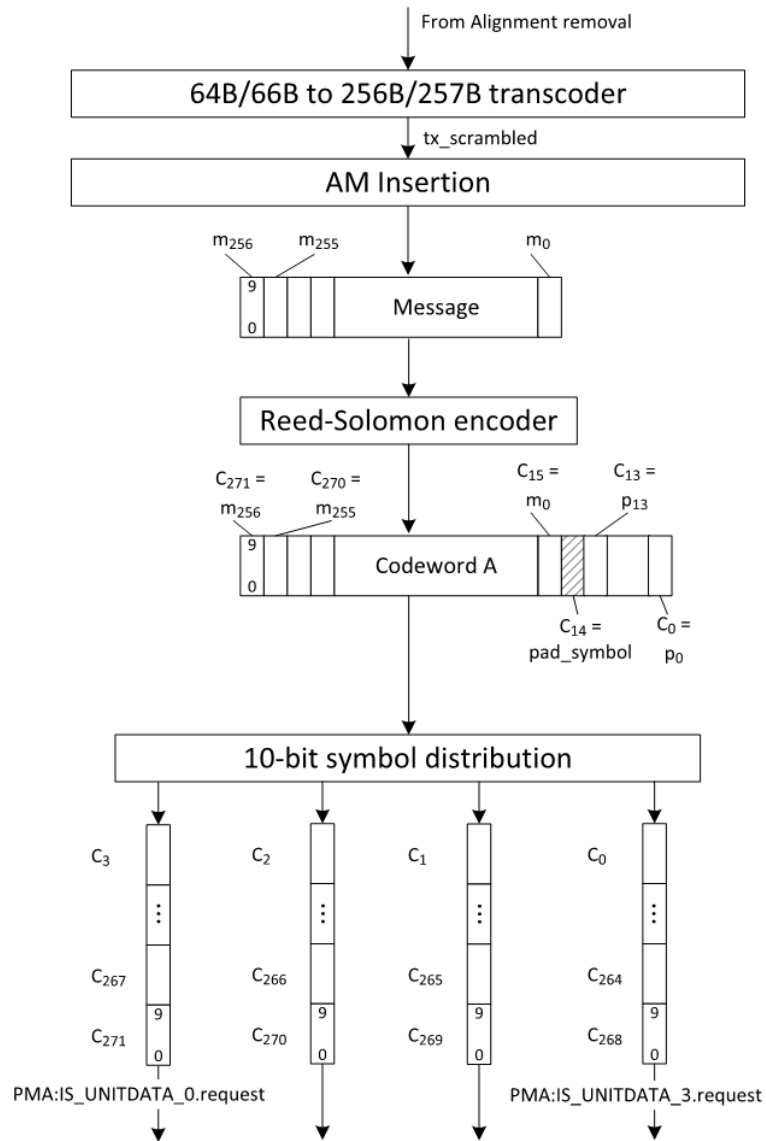 From Alignment removal
64B/66B to 256B/257B transcoder
tx_scrambled
AM Insertion
m₂₅₆ m₂₅₅ m₀
9
Message
0
Reed-Solomon encoder
C₂₇₁ = C₂₇₀ = C₁₅ = C₁₃ =
m₂₅₆ m₂₅₅ m₀ p₁₃
9
Codeword A
0
C₁₄ = C₀ =
pad_symbol p₀
10-bit symbol distribution
C₃ C₂ C₁ C₀
... ... ... ...
C₂₆₇ C₂₆₆ C₂₆₅ C₂₆₄
9 9 9 9
C₂₇₁ C₂₇₀ C₂₆₉ C₂₆₈
0 0 0 0
PMA:IS_UNITDATA_0.request PMA:IS_UNITDATA_3.request